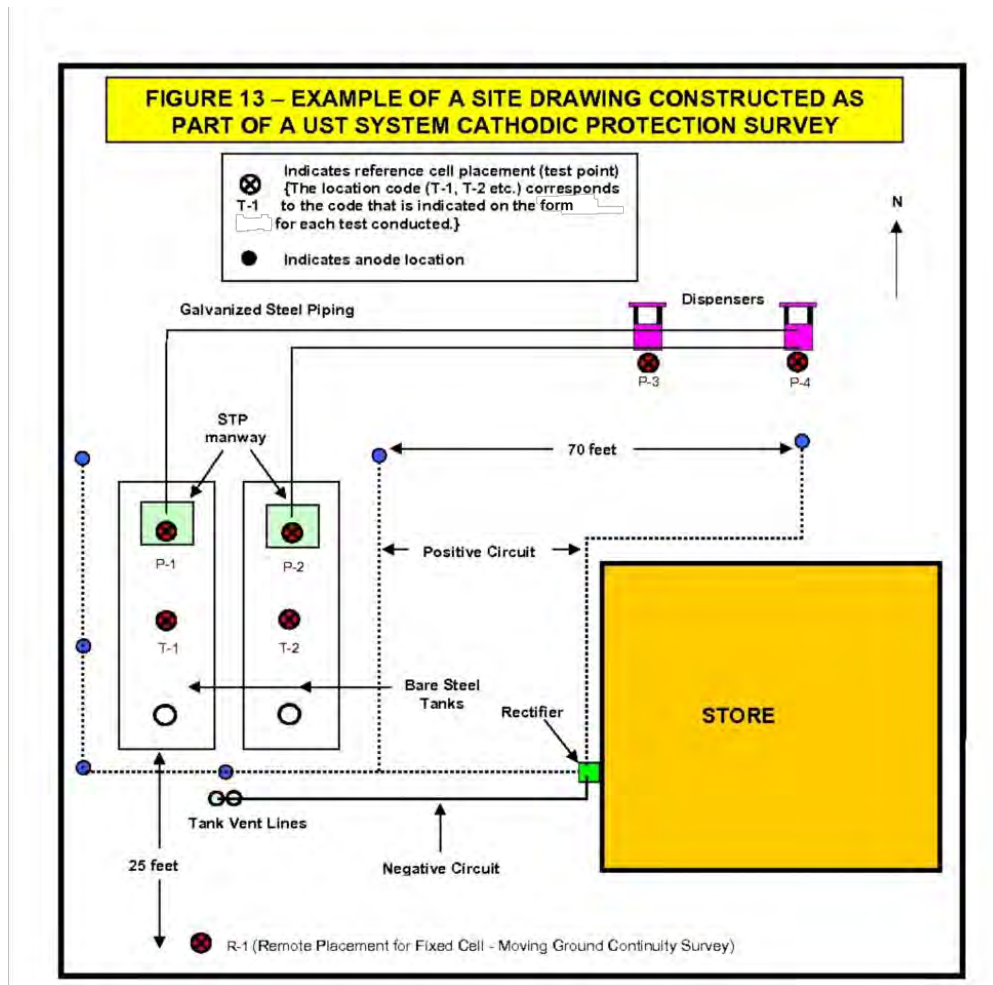 FIGURE 13 – EXAMPLE OF A SITE DRAWING CONSTRUCTED AS
PART OF A UST SYSTEM CATHODIC PROTECTION SURVEY
Indicates reference cell placement (test point)
{The location code (T-1, T-2 etc.) corresponds
T-1 to the code that is indicated on the form
for each test conducted.}
Indicates anode location
N
Galvanized Steel Piping
Dispensers
P-3
P-4
STP
manway
70 feet
Positive Circuit
P-1
P-2
T-1
T-2
Bare Steel
Tanks
Rectifier
STORE
Tank Vent Lines
25 feet
Negative Circuit
R-1 (Remote Placement for Fixed Cell - Moving Ground Continuity Survey)